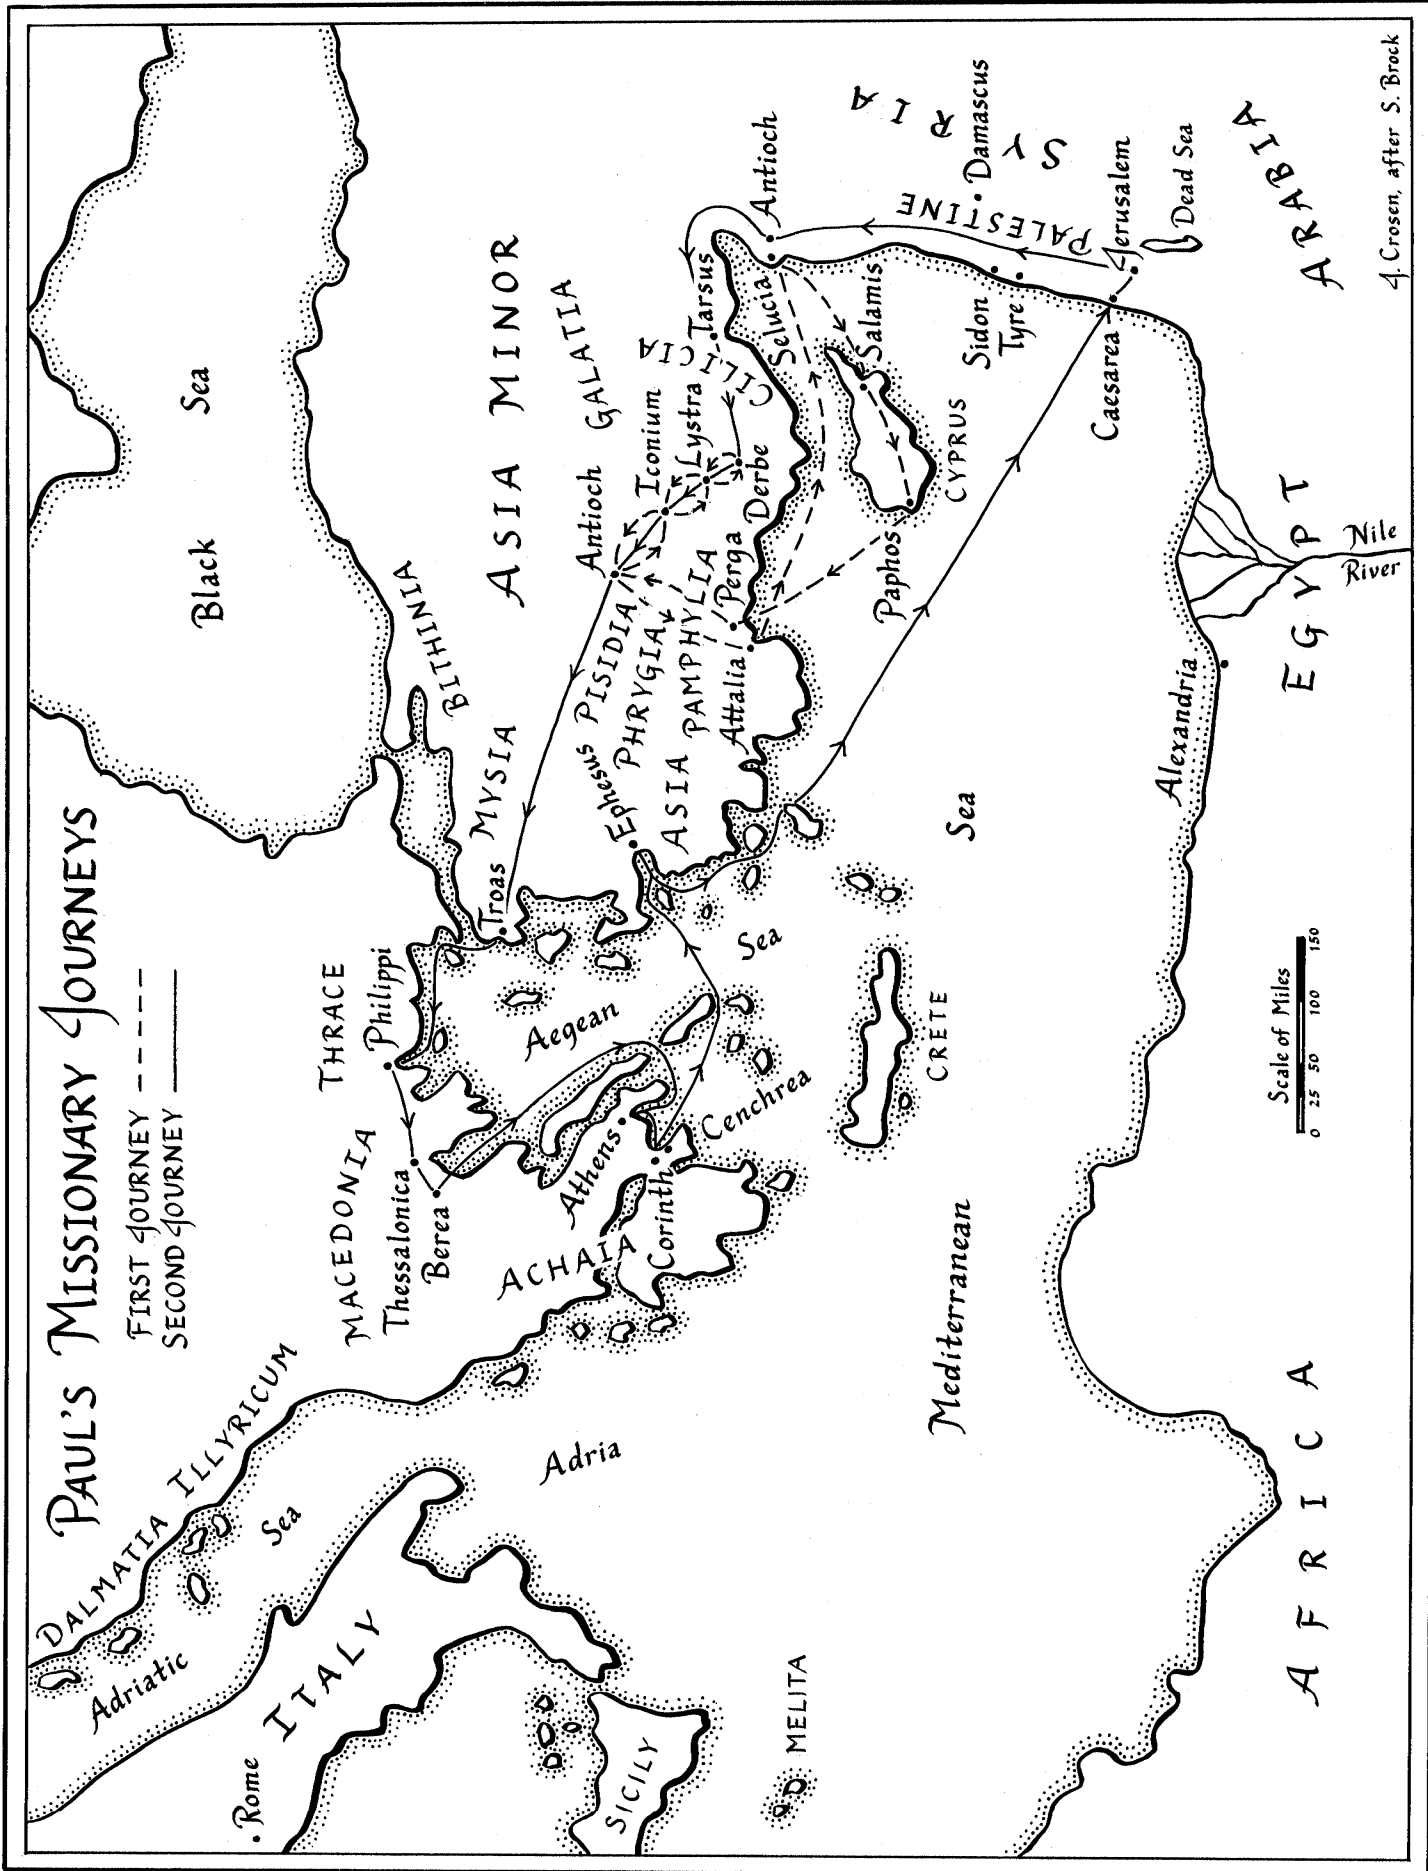 PAUL'S MISSIONARY JOURNEYS
FIRST JOURNEY
SECOND JOURNEY
DALMATIA
ILLYRICUM
Adriatic
Sea
Rome
ITALY
SICILY
MELITA
Adria
MACEDONIA
THRACE
Philippi
Thessalonica
Berea
ACHAIA
Athens
Corinth
Cenchrea
Aegean
Sea
CRETE
Black
Sea
BITHINIA
MYSIA
Troas
ASIA MINOR
GALATIA
Ephesus
ASIA
PHRYGIA
PISIDIA
PAMPHYLIA
Antioch
Iconium
Lystra
Derbe
Perga
Attalia
CILICIA
Tarsus
Selucia
Antioch
Salamis
Paphos
CYPRUS
SYRIA
Damascus
PALESTINE
Sidon
Tyre
Caesarea
Jerusalem
Dead Sea
ARABIA
Mediterranean
Sea
Alexandria
EGYPT
Nile
River
AFRICA
Scale of Miles
0 25 50 100 150
J. Crosen, after S. Brock